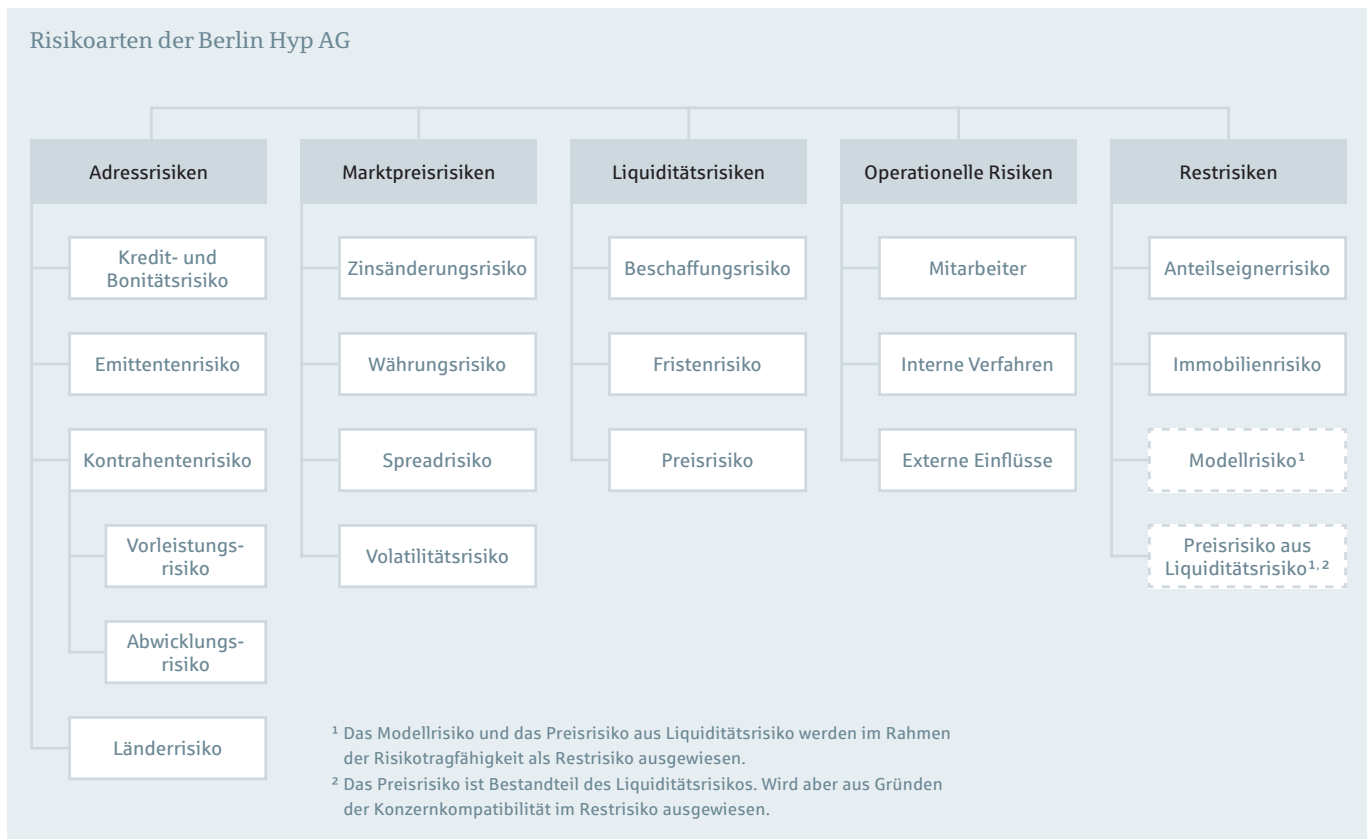 Risikoarten der Berlin Hyp AG
Adressrisiken
Kredit- und
Bonitätsrisiko
Emittentenrisiko
Kontrahentenrisiko
Vorleistungs-
risiko
Abwicklungs-
risiko
Länderrisiko
Marktpreisrisiken
Zinsänderungsrisiko
Währungsrisiko
Spreadrisiko
Volatilitätsrisiko
Liquiditätsrisiken
Beschaffungsrisiko
Fristenrisiko
Preisrisiko
Operationelle Risiken
Mitarbeiter
Interne Verfahren
Externe Einflüsse
Restrisiken
Anteilseignerrisiko
Immobilienrisiko
Modellrisiko¹
Preisrisiko aus
Liquiditätsrisiko¹˒²
¹ Das Modellrisiko und das Preisrisiko aus Liquiditätsrisiko werden im Rahmen
der Risikotragfähigkeit als Restrisiko ausgewiesen.
² Das Preisrisiko ist Bestandteil des Liquiditätsrisikos. Wird aber aus Gründen
der Konzernkompatibilität im Restrisiko ausgewiesen.